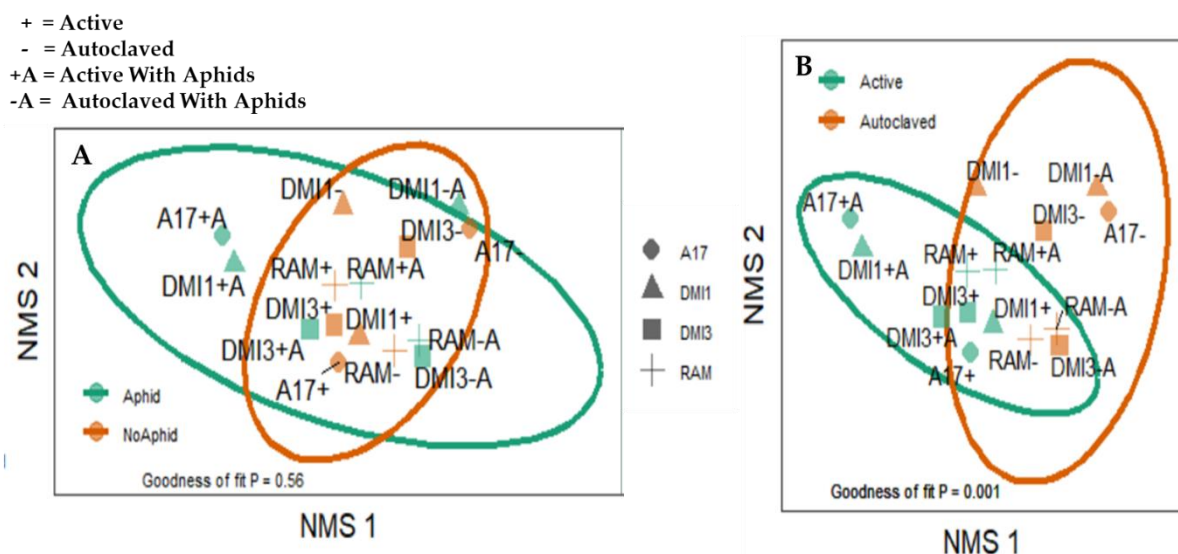 + = Active
- = Autoclaved
+A = Active With Aphids
-A = Autoclaved With Aphids
A
DMI1-
DMI1-A
A17+A
DMI3-
A17-
DMI1+A
RAM+
RAM+A
DMI3+
DMI1+
DMI3+A
RAM-A
RAM-
DMI3-A
A17+
Aphid
NoAphid
Goodness of fit P = 0.56
NMS 1
NMS 2
A17
DMI1
DMI3
RAM
B
Active
Autoclaved
DMI1-
DMI1-A
A17+A
DMI3-
A17-
DMI1+A
RAM+
RAM+A
DMI3+
DMI1+
RAM-A
DMI3+A
RAM-
DMI3-A
A17+
Goodness of fit P = 0.001
NMS 1
NMS 2